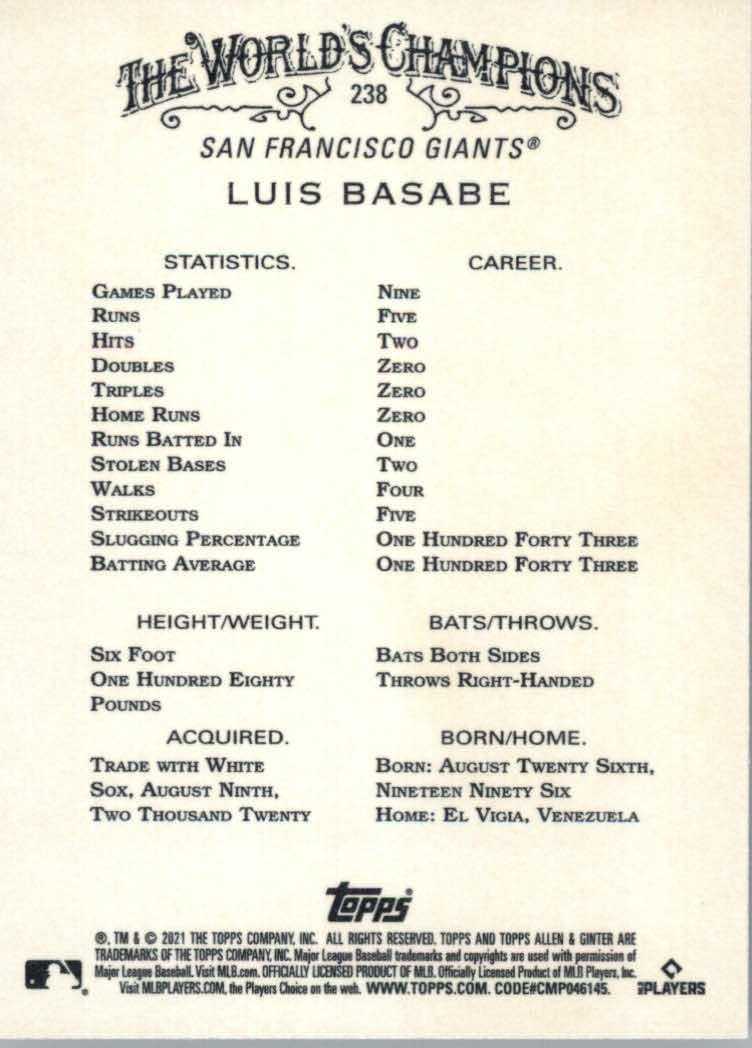 THE WORLD'S CHAMPIONS
238
SAN FRANCISCO GIANTS®
LUIS BASABE
STATISTICS. CAREER.
GAMES PLAYED NINE
RUNS FIVE
HITS TWO
DOUBLES ZERO
TRIPLES ZERO
HOME RUNS ZERO
RUNS BATTED IN ONE
STOLEN BASES TWO
WALKS FOUR
STRIKEOUTS FIVE
SLUGGING PERCENTAGE ONE HUNDRED FORTY THREE
BATTING AVERAGE ONE HUNDRED FORTY THREE
HEIGHT/WEIGHT. BATS/THROWS.
SIX FOOT BATS BOTH SIDES
ONE HUNDRED EIGHTY THROWS RIGHT-HANDED
POUNDS
ACQUIRED. BORN/HOME.
TRADE WITH WHITE BORN: AUGUST TWENTY SIXTH,
SOX, AUGUST NINTH, NINETEEN NINETY SIX
TWO THOUSAND TWENTY HOME: EL VIGIA, VENEZUELA
Topps®
®, TM & © 2021 THE TOPPS COMPANY, INC. ALL RIGHTS RESERVED. TOPPS AND TOPPS ALLEN & GINTER ARE
TRADEMARKS OF THE TOPPS COMPANY, INC. Major League Baseball trademarks and copyrights are used with permission of
Major League Baseball. Visit MLB.com. OFFICIALLY LICENSED PRODUCT OF MLB. Officially Licensed Product of MLB Players, Inc.
Visit MLBPLAYERS.COM, the Players Choice on the web. WWW.TOPPS.COM. CODE#CMP046145.
MLBPLAYERS